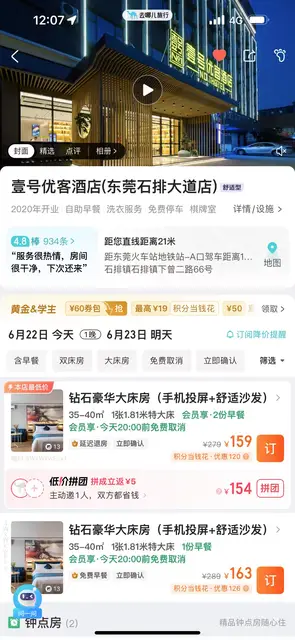 12:07
去哪儿旅行
4G
壹号优客酒店
封面
精选
点评
相册
壹号优客酒店(东莞石排大道店)
舒适型
2020年开业 自助早餐 洗衣服务 免费停车 棋牌室
详情/设施
4.8 棒 934条
“服务很热情,房间很干净,下次还来”
距您直线距离21米
距东莞火车站地铁站-A口驾车距离1...
石排镇石排镇下曾二路66号
地图
黄金&学生
¥60券包
抢
最高¥19
积分当钱花
¥50
领取
6月22日 今天
1晚
6月23日 明天
订阅降价提醒
含早餐
双床房
大床房
免费取消
立即确认
筛选
本店最低价
钻石豪华大床房(手机投屏+舒适沙发)
35-40㎡ 1张1.81米特大床 会员享·2份早餐
会员享·今天20:00前免费取消
延迟退房
立即确认
¥279
¥159
订
积分当钱花·优惠120
13
低价拼团
拼成立返¥5
主动邀1人,双方都省钱
¥154
拼团
钻石豪华大床房(手机投屏+舒适沙发)
35-40㎡ 1张1.81米特大床 1份早餐
会员享·今天20:00前免费取消
免费早餐
立即确认
¥289
¥163
订
积分当钱花·优惠126
13
问一问
钟点房 (2)
精品钟点房随心住